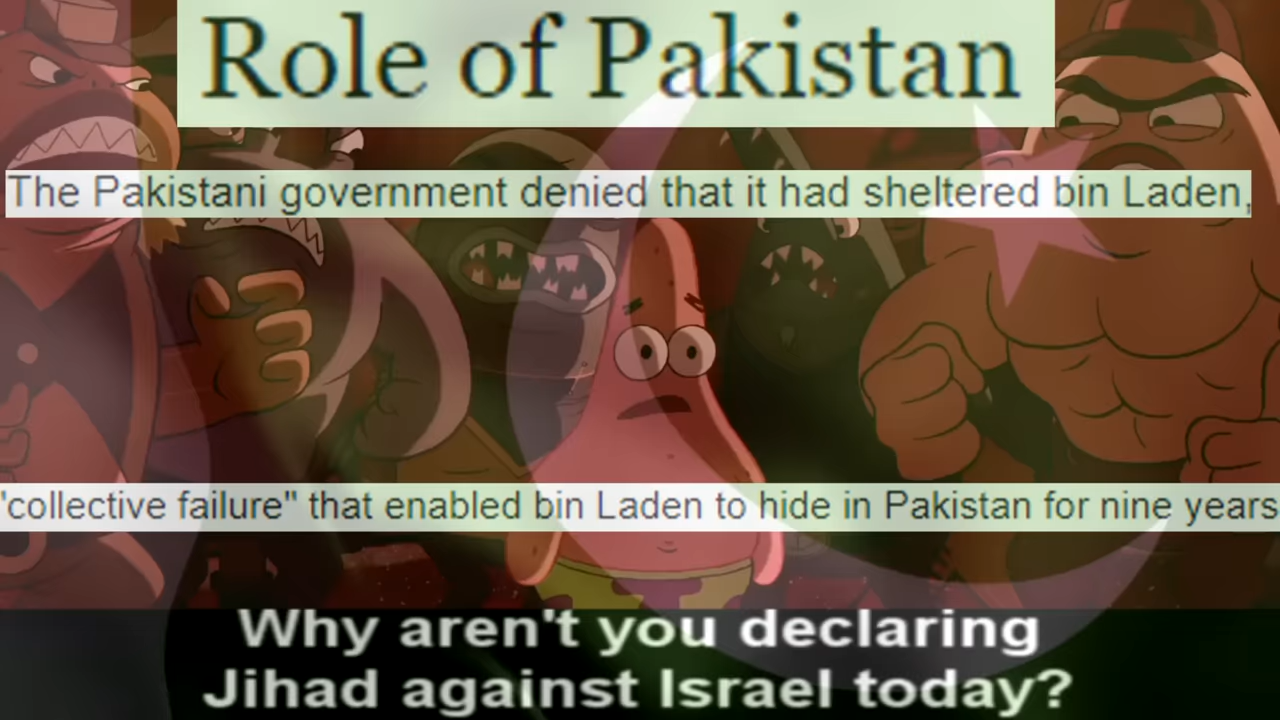 Role of Pakistan
The Pakistani government denied that it had sheltered bin Laden,
"collective failure" that enabled bin Laden to hide in Pakistan for nine years
Why aren't you declaring
Jihad against Israel today?